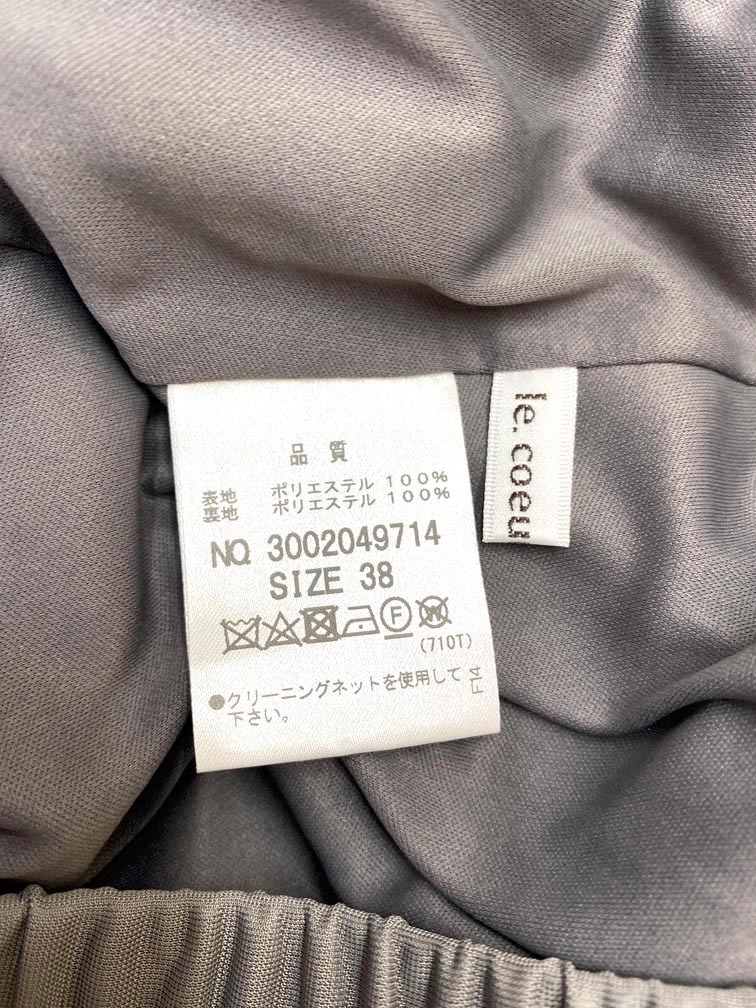 品質
表地 ポリエステル 100%
裏地 ポリエステル 100%
NO. 3002049714
SIZE 38
F
W
(710T)
●クリーニングネットを使用して
下さい。
F14
le.coeu